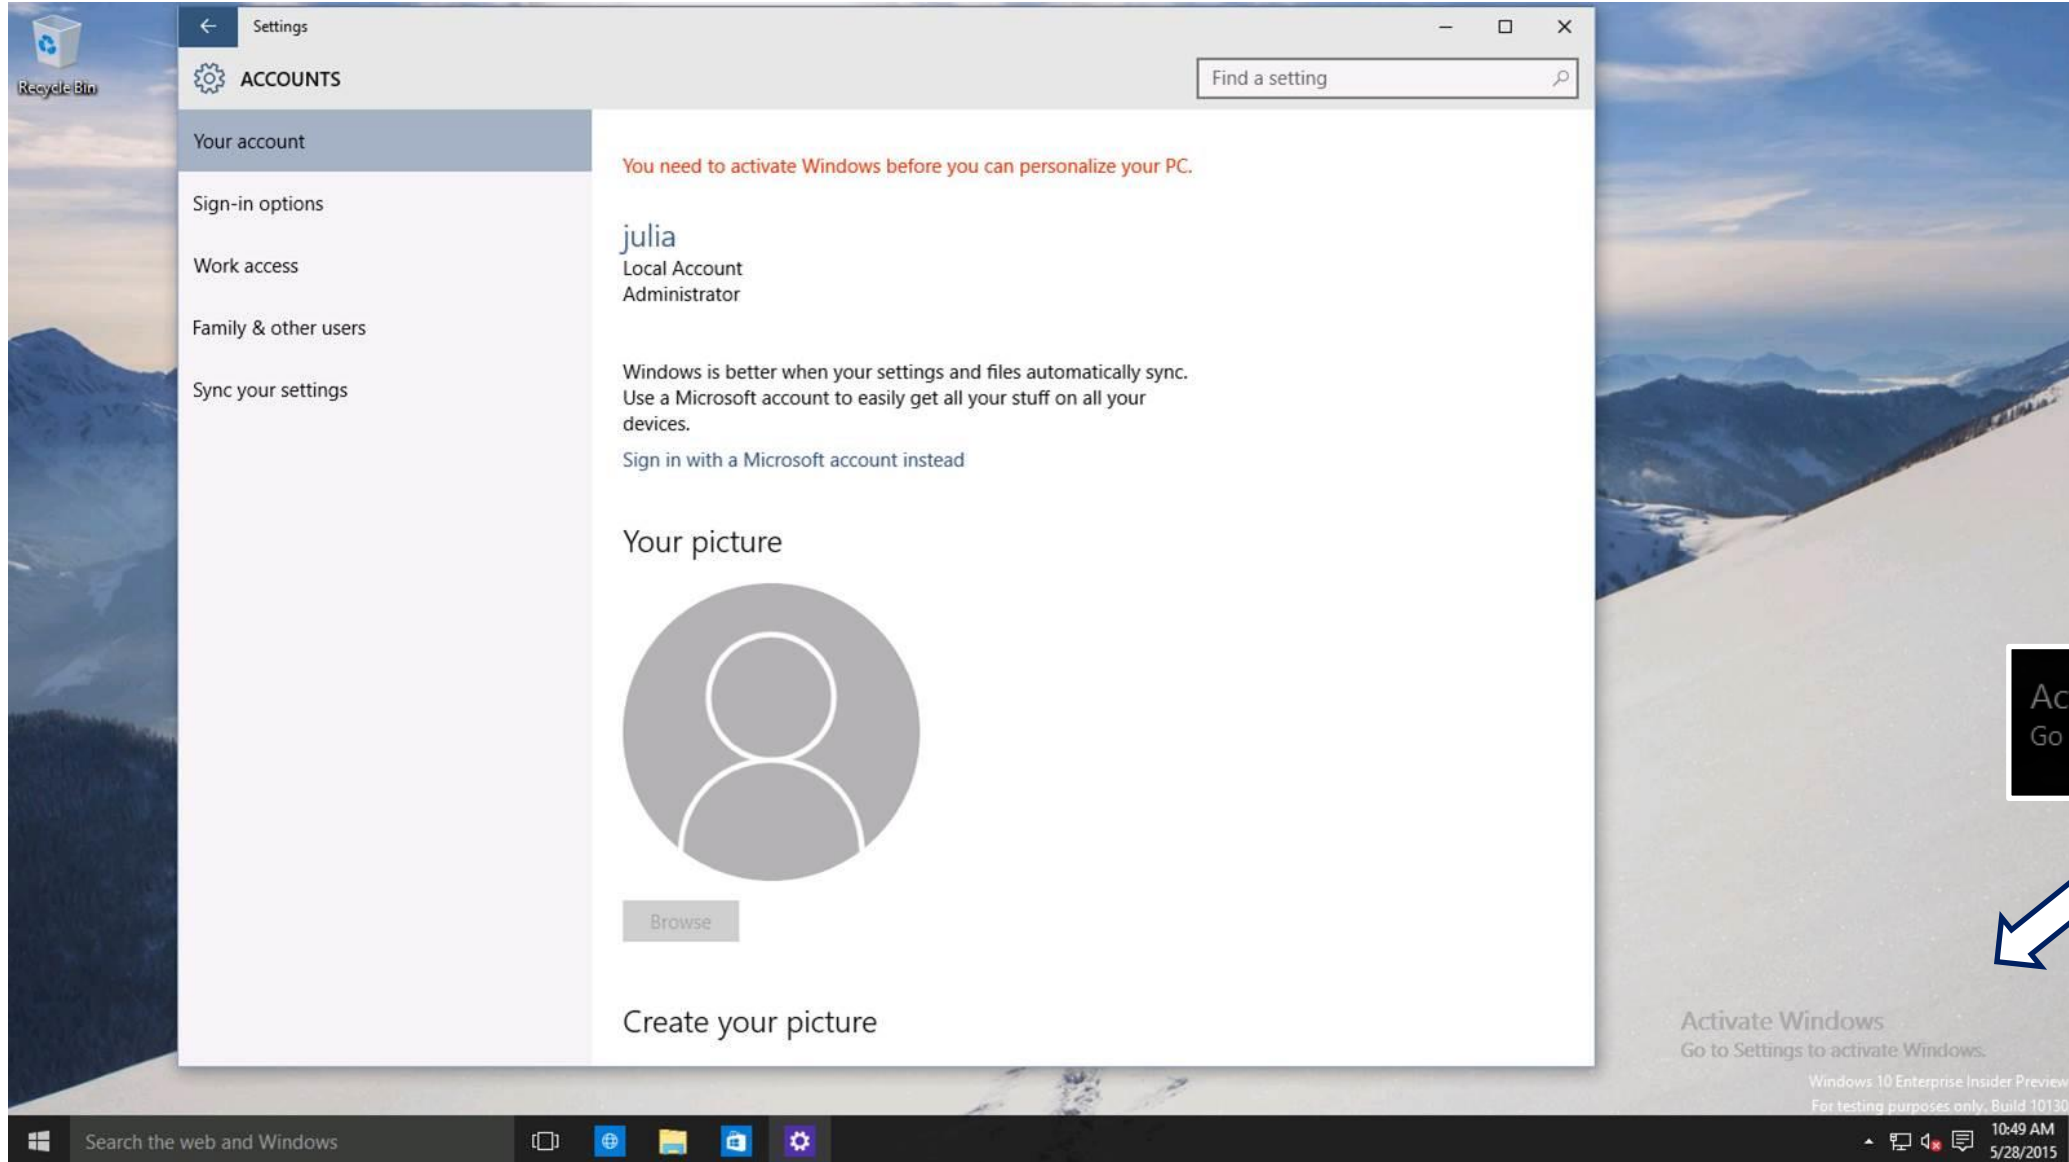 Recycle Bin
Settings
ACCOUNTS
Find a setting
Your account
Sign-in options
Work access
Family & other users
Sync your settings
You need to activate Windows before you can personalize your PC.
julia
Local Account
Administrator
Windows is better when your settings and files automatically sync.
Use a Microsoft account to easily get all your stuff on all your
devices.
Sign in with a Microsoft account instead
Your picture
Browse
Create your picture
Ac
Go
Activate Windows
Go to Settings to activate Windows.
Windows 10 Enterprise Insider Preview
For testing purposes only. Build 10130
Search the web and Windows
10:49 AM
5/28/2015